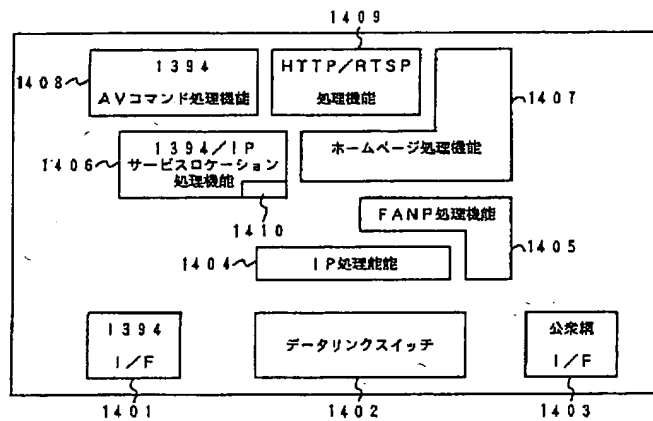 1409
1408
1394
AVコマンド処理機能
HTTP/RTSP
処理機能
1407
1406
1394/IP
サービスロケーション
処理機能
ホームページ処理機能
1410
FANP処理機能
1404
IP処理能能
1405
1394
I/F
データリンクスイッチ
公衆網
I/F
1401
1402
1403